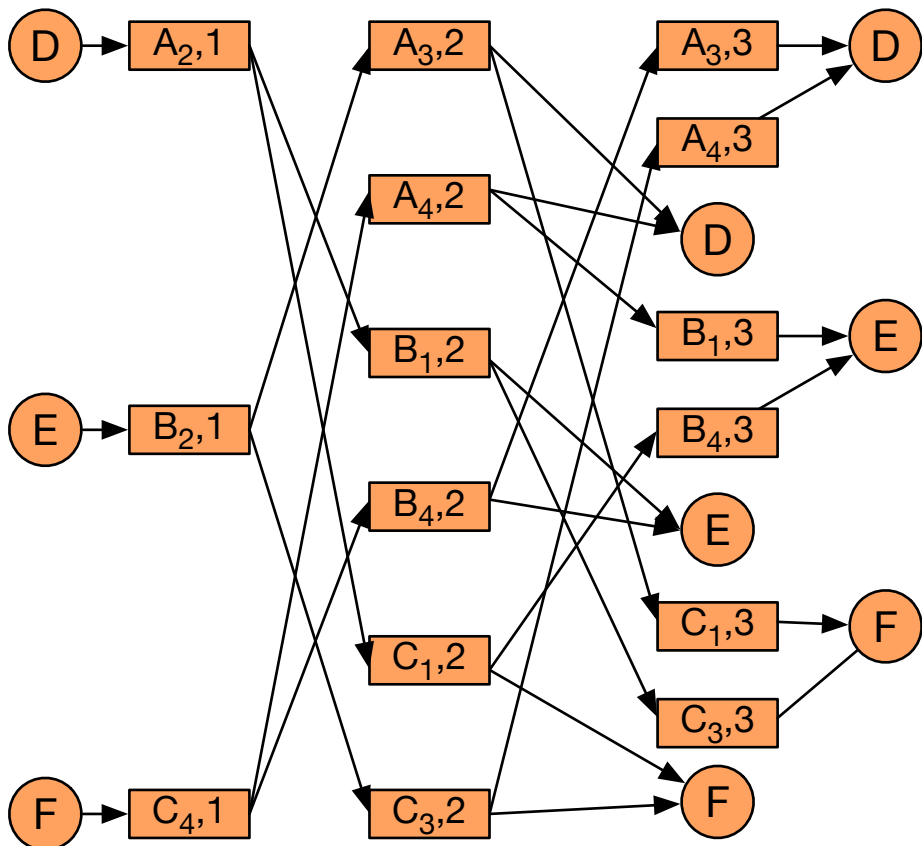 D
A₂,1
A₃,2
A₃,3
D
A₄,3
A₄,2
D
B₁,3
E
B₁,2
E
B₂,1
B₄,3
B₄,2
E
C₁,3
F
C₁,2
C₃,3
F
C₄,1
C₃,2
F